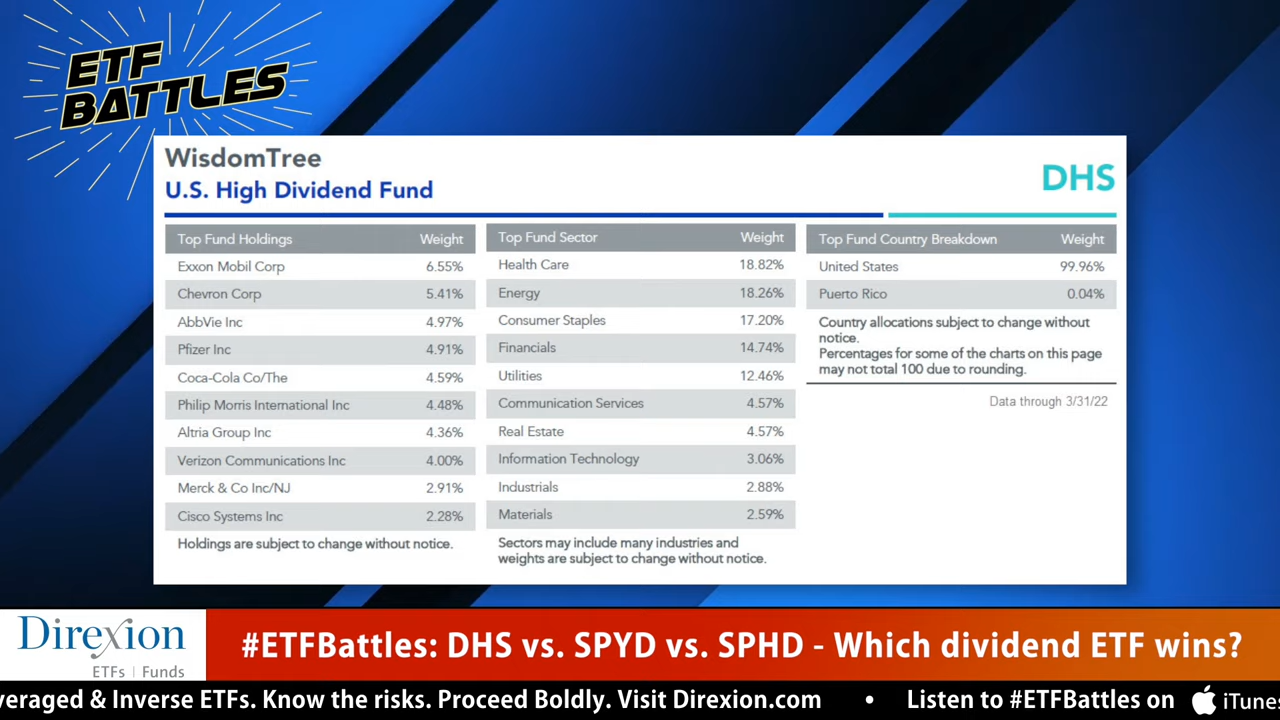 ETF
BATTLES
WisdomTree
U.S. High Dividend Fund
DHS
Top Fund Holdings Weight
Exxon Mobil Corp 6.55%
Chevron Corp 5.41%
AbbVie Inc 4.97%
Pfizer Inc 4.91%
Coca-Cola Co/The 4.59%
Philip Morris International Inc 4.48%
Altria Group Inc 4.36%
Verizon Communications Inc 4.00%
Merck & Co Inc/NJ 2.91%
Cisco Systems Inc 2.28%
Holdings are subject to change without notice.
Top Fund Sector Weight
Health Care 18.82%
Energy 18.26%
Consumer Staples 17.20%
Financials 14.74%
Utilities 12.46%
Communication Services 4.57%
Real Estate 4.57%
Information Technology 3.06%
Industrials 2.88%
Materials 2.59%
Sectors may include many industries and
weights are subject to change without notice.
Top Fund Country Breakdown Weight
United States 99.96%
Puerto Rico 0.04%
Country allocations subject to change without
notice.
Percentages for some of the charts on this page
may not total 100 due to rounding.
Data through 3/31/22
Direxion
ETFs | Funds
#ETFBattles: DHS vs. SPYD vs. SPHD - Which dividend ETF wins?
veraged & Inverse ETFs. Know the risks. Proceed Boldly. Visit Direxion.com • Listen to #ETFBattles on iTunes